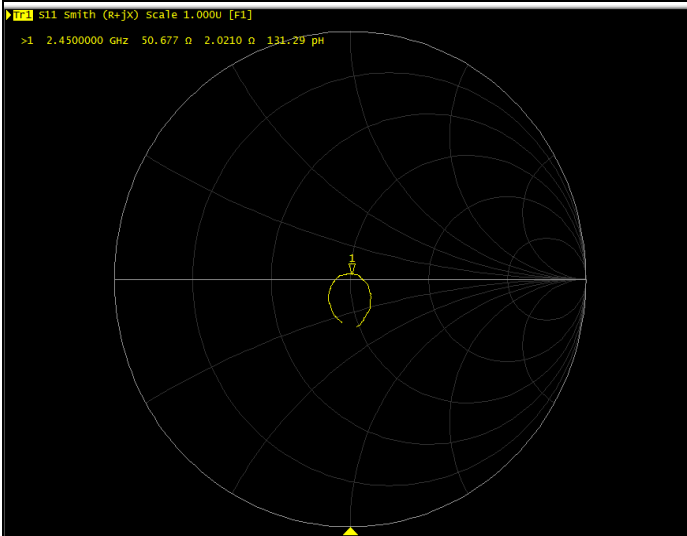 Tr1 S11 Smith (R+jX) Scale 1.000U [F1]
>1 2.4500000 GHz 50.677 Ω 2.0210 Ω 131.29 pH
1